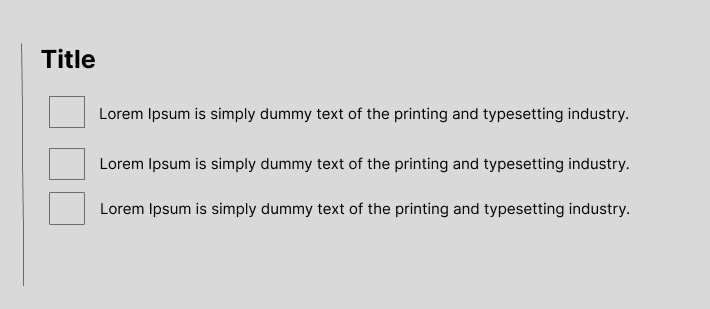 Title
Lorem Ipsum is simply dummy text of the printing and typesetting industry.
Lorem Ipsum is simply dummy text of the printing and typesetting industry.
Lorem Ipsum is simply dummy text of the printing and typesetting industry.